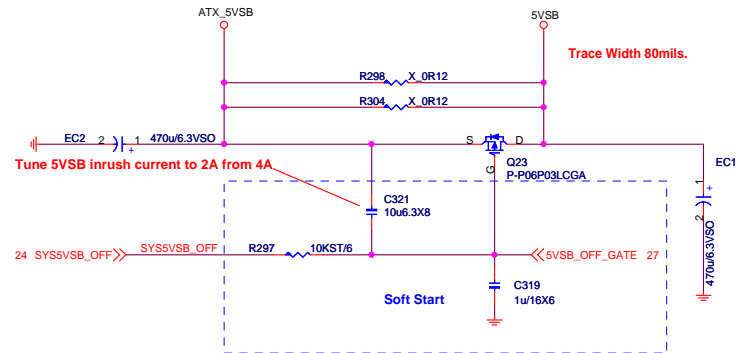 ATX_5VSB
5VSB
Trace Width 80mils.
R298 X_0R12
R304 X_0R12
EC2 2 1 470u/6.3VSO
+
S D
Q23
P-P06P03LCGA
G
EC1
1
+
2
470u/6.3VSO
Tune 5VSB inrush current to 2A from 4A
C321
10u6.3X8
24 SYS5VSB_OFF
SYS5VSB_OFF
R297 10KST/6
5VSB_OFF_GATE 27
C319
1u/16X6
Soft Start